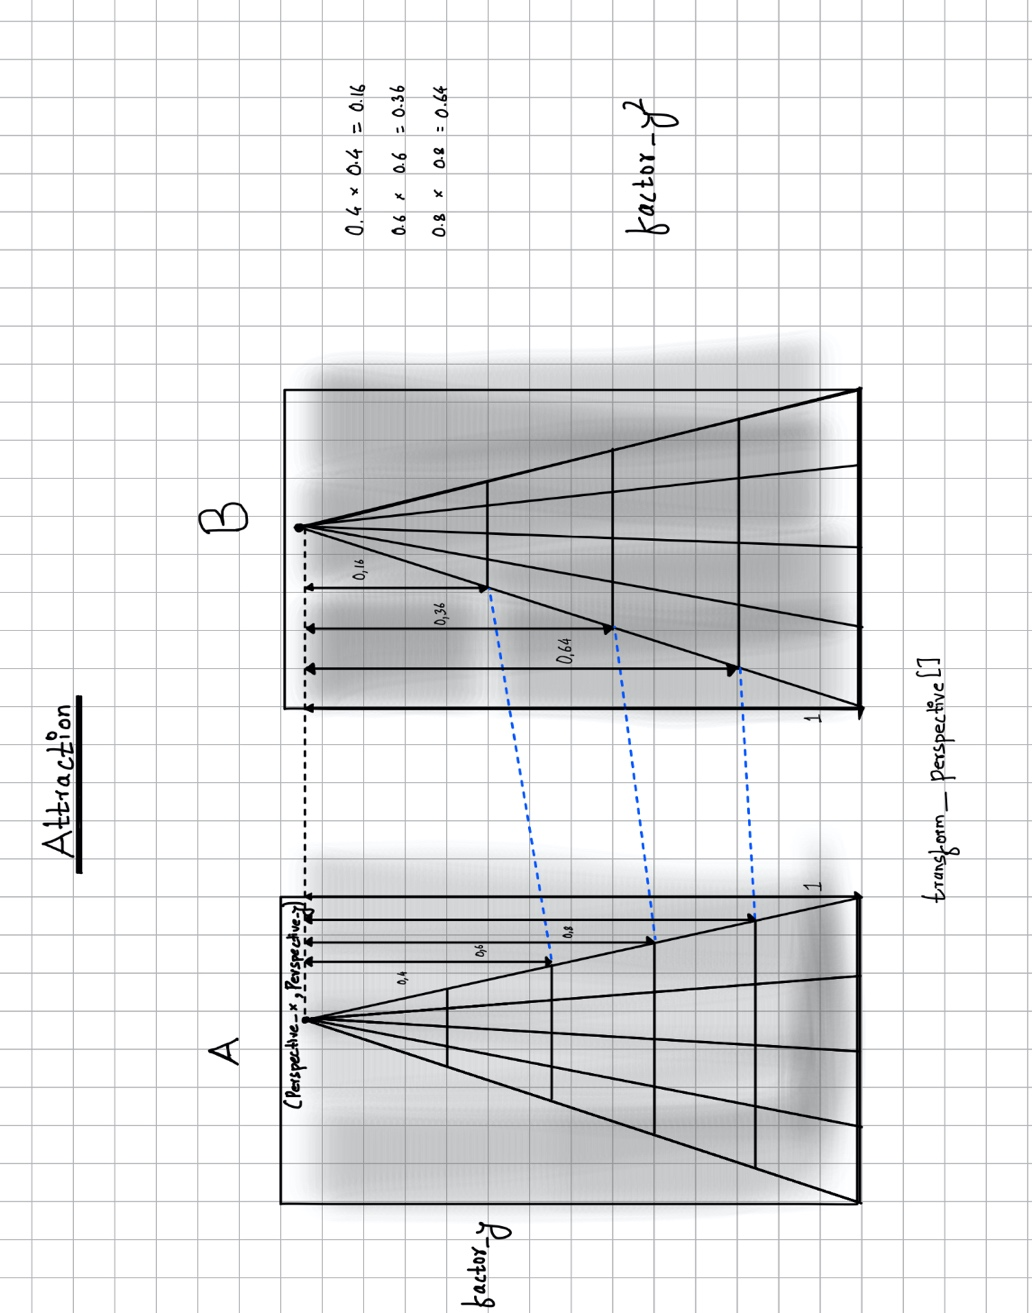 Attraction
A
B
(Perspective_x, Perspective_y)
0,4
0,6
0,8
1
0,16
0,36
0,64
1
0.4 × 0.4 = 0.16
0.6 × 0.6 = 0.36
0.8 × 0.8 = 0.64
factor_y
factor_y
transform_perspective[]